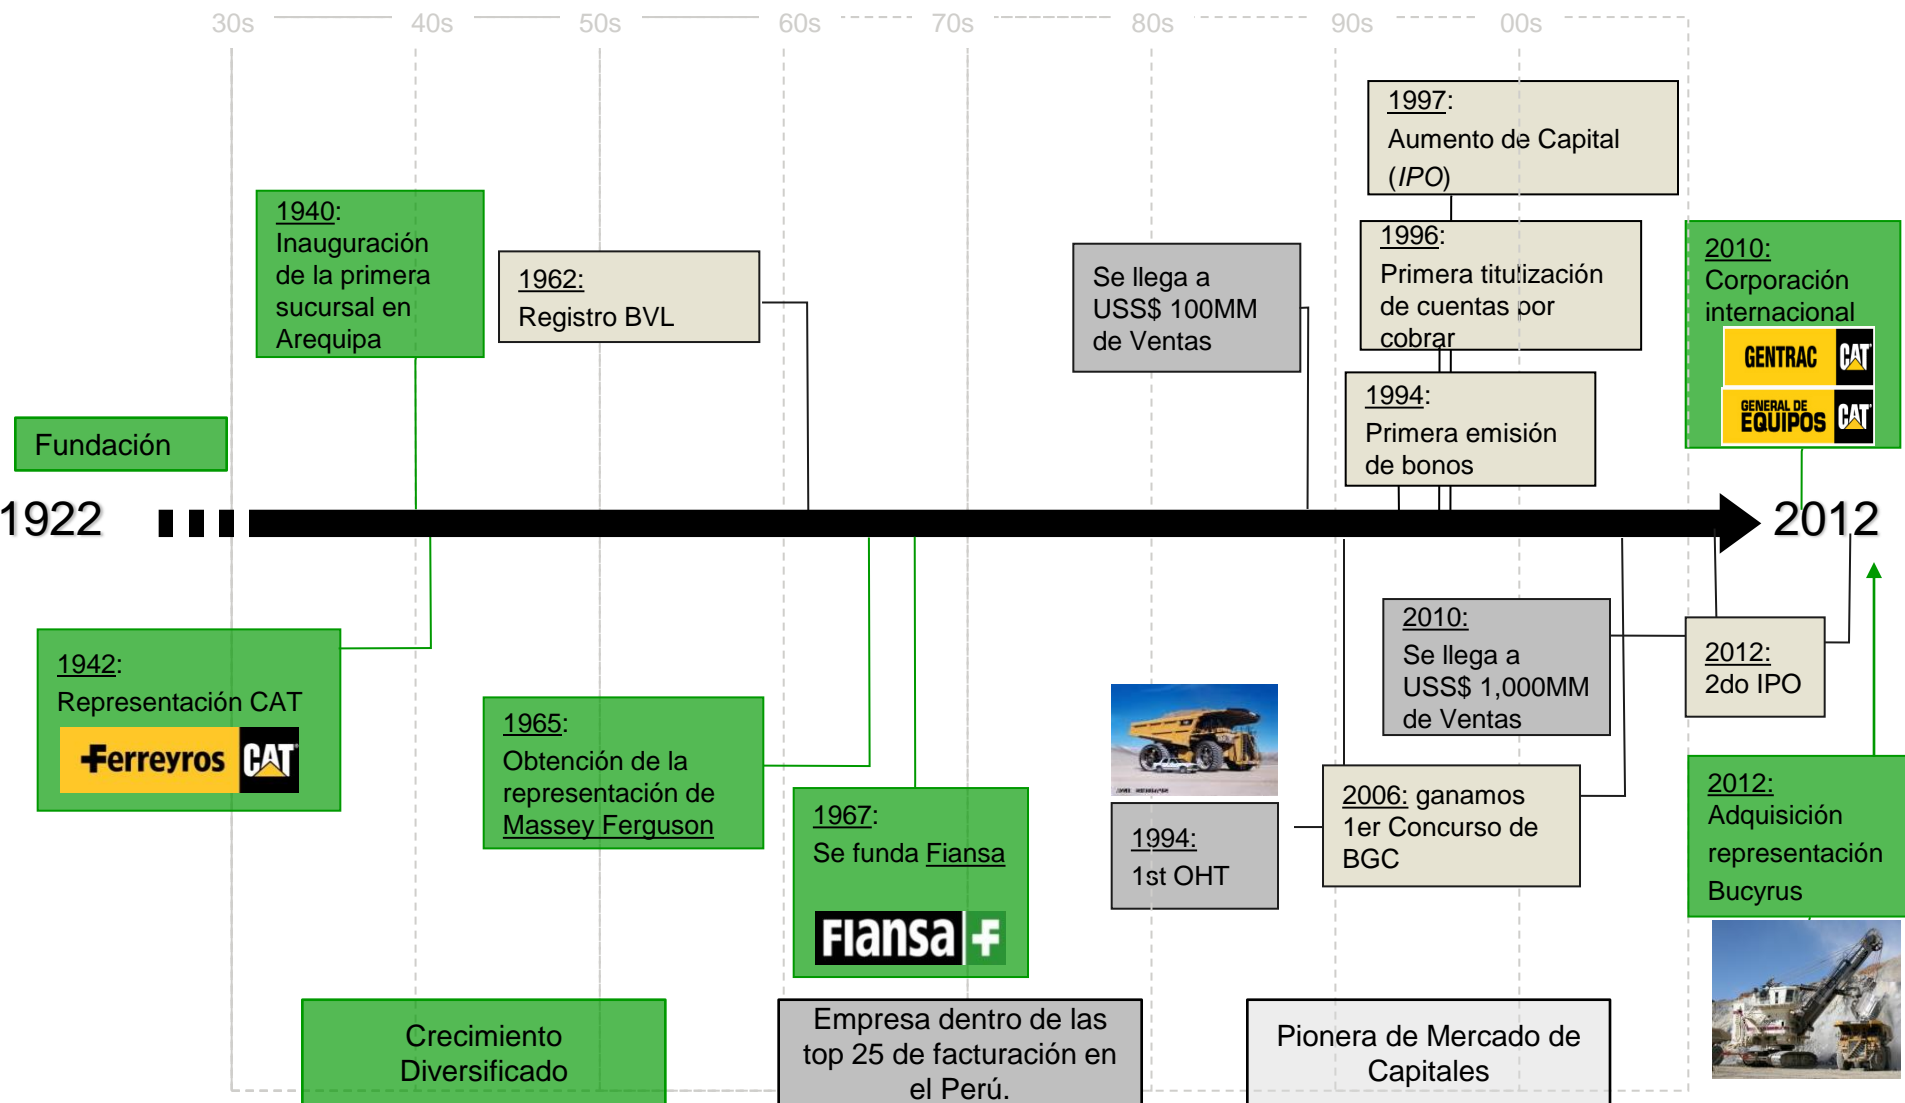 30s
40s
50s
60s
70s
80s
90s
00s
1997:
Aumento de Capital
(IPO)
1940:
Inauguración
de la primera
sucursal en
Arequipa
1962:
Registro BVL
Se llega a
USS$ 100MM
de Ventas
1996:
Primera titulización
de cuentas por
cobrar
2010:
Corporación
internacional
GENTRAC CAT
GENERAL DE
EQUIPOS CAT
1994:
Primera emisión
de bonos
Fundación
1922
2012
1942:
Representación CAT
Ferreyros CAT
1965:
Obtención de la
representación de
Massey Ferguson
1967:
Se funda Fiansa
Fiansa F
1994:
1st OHT
2010:
Se llega a
USS$ 1,000MM
de Ventas
2006: ganamos
1er Concurso de
BGC
2012:
2do IPO
2012:
Adquisición
representación
Bucyrus
Crecimiento
Diversificado
Empresa dentro de las
top 25 de facturación en
el Perú.
Pionera de Mercado de
Capitales